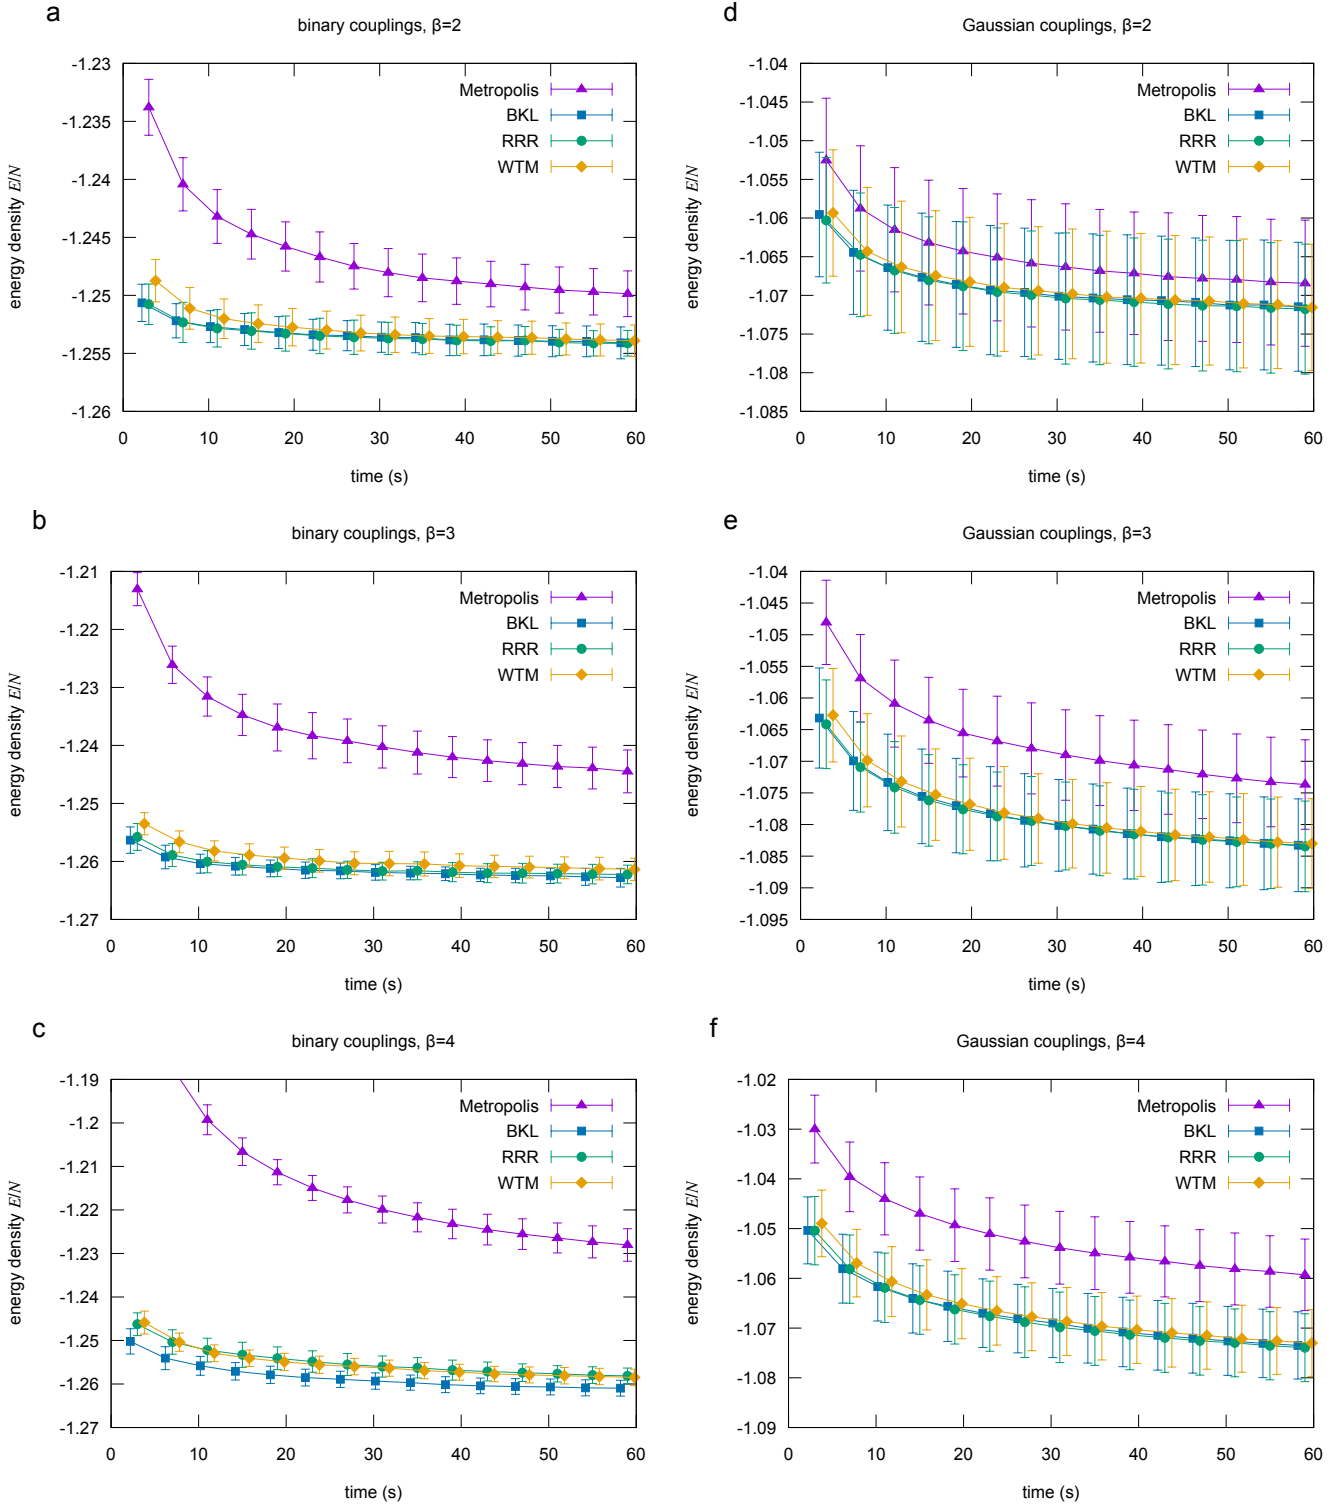 a
binary couplings, β=2
energy density E/N
-1.23
-1.235
-1.24
-1.245
-1.25
-1.255
-1.26
Metropolis
BKL
RRR
WTM
0 10 20 30 40 50 60
time (s)
d
Gaussian couplings, β=2
energy density E/N
-1.04
-1.045
-1.05
-1.055
-1.06
-1.065
-1.07
-1.075
-1.08
-1.085
Metropolis
BKL
RRR
WTM
0 10 20 30 40 50 60
time (s)
b
binary couplings, β=3
energy density E/N
-1.21
-1.22
-1.23
-1.24
-1.25
-1.26
-1.27
Metropolis
BKL
RRR
WTM
0 10 20 30 40 50 60
time (s)
e
Gaussian couplings, β=3
energy density E/N
-1.04
-1.045
-1.05
-1.055
-1.06
-1.065
-1.07
-1.075
-1.08
-1.085
-1.09
-1.095
Metropolis
BKL
RRR
WTM
0 10 20 30 40 50 60
time (s)
c
binary couplings, β=4
energy density E/N
-1.19
-1.2
-1.21
-1.22
-1.23
-1.24
-1.25
-1.26
-1.27
Metropolis
BKL
RRR
WTM
0 10 20 30 40 50 60
time (s)
f
Gaussian couplings, β=4
energy density E/N
-1.02
-1.03
-1.04
-1.05
-1.06
-1.07
-1.08
-1.09
Metropolis
BKL
RRR
WTM
0 10 20 30 40 50 60
time (s)